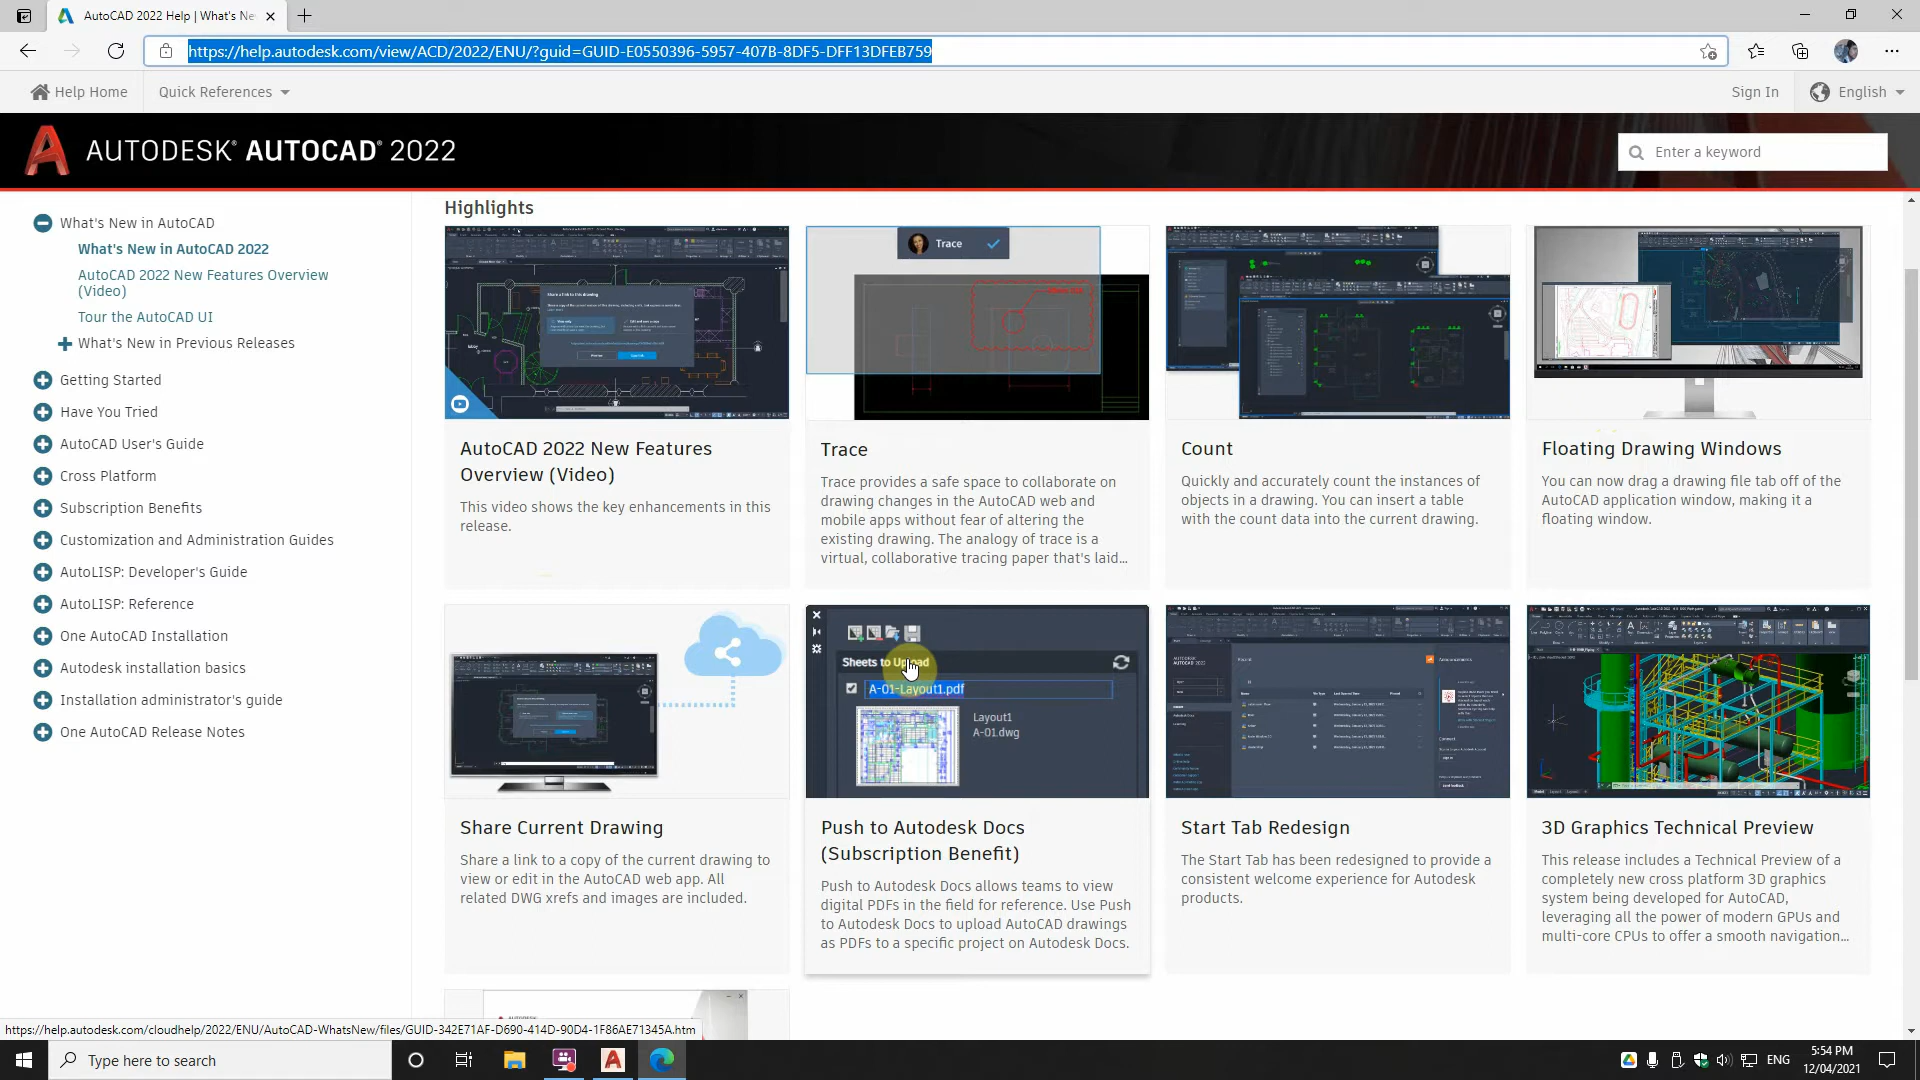 AutoCAD 2022 Help | What's Ne
https://help.autodesk.com/view/ACD/2022/ENU/?guid=GUID-E0550396-5957-407B-8DF5-DFF13DFEB759
Help Home
Quick References
Sign In
English
AUTODESK® AUTOCAD® 2022
Enter a keyword
What's New in AutoCAD
What's New in AutoCAD 2022
AutoCAD 2022 New Features Overview
(Video)
Tour the AutoCAD UI
What's New in Previous Releases
Getting Started
Have You Tried
AutoCAD User's Guide
Cross Platform
Subscription Benefits
Customization and Administration Guides
AutoLISP: Developer's Guide
AutoLISP: Reference
One AutoCAD Installation
Autodesk installation basics
Installation administrator's guide
One AutoCAD Release Notes
Highlights
AutoCAD 2022 New Features
Overview (Video)
This video shows the key enhancements in this
release.
Trace
Trace
Trace provides a safe space to collaborate on
drawing changes in the AutoCAD web and
mobile apps without fear of altering the
existing drawing. The analogy of trace is a
virtual, collaborative tracing paper that's laid...
Count
Quickly and accurately count the instances of
objects in a drawing. You can insert a table
with the count data into the current drawing.
Floating Drawing Windows
You can now drag a drawing file tab off of the
AutoCAD application window, making it a
floating window.
Share Current Drawing
Share a link to a copy of the current drawing to
view or edit in the AutoCAD web app. All
related DWG xrefs and images are included.
Sheets to Upload
A-01-Layout1.pdf
Layout1
A-01.dwg
Push to Autodesk Docs
(Subscription Benefit)
Push to Autodesk Docs allows teams to view
digital PDFs in the field for reference. Use Push
to Autodesk Docs to upload AutoCAD drawings
as PDFs to a specific project on Autodesk Docs.
Start Tab Redesign
The Start Tab has been redesigned to provide a
consistent welcome experience for Autodesk
products.
3D Graphics Technical Preview
This release includes a Technical Preview of a
completely new cross platform 3D graphics
system being developed for AutoCAD,
leveraging all the power of modern GPUs and
multi-core CPUs to offer a smooth navigation...
https://help.autodesk.com/cloudhelp/2022/ENU/AutoCAD-WhatsNew/files/GUID-342E71AF-D690-414D-90D4-1F86AE71345A.htm
Type here to search
ENG
5:54 PM
12/04/2021